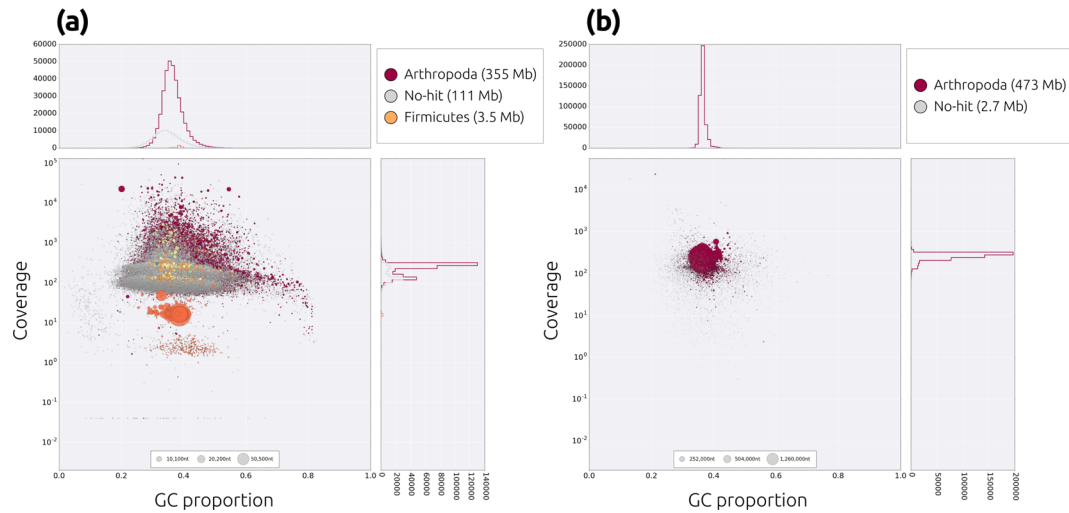 (a)
60000
50000
40000
30000
20000
10000
0
Arthropoda (355 Mb)
No-hit (111 Mb)
Firmicutes (3.5 Mb)
10^5
10^4
10^3
10^2
10^1
10^0
10^-1
10^-2
Coverage
10,100nt 20,200nt 50,500nt
0.0 0.2 0.4 0.6 0.8 1.0
GC proportion
0 20000 40000 60000 80000 100000 120000 140000
(b)
250000
200000
150000
100000
50000
0
Arthropoda (473 Mb)
No-hit (2.7 Mb)
10^4
10^3
10^2
10^1
10^0
10^-1
10^-2
Coverage
252,000nt 504,000nt 1,260,000nt
0.0 0.2 0.4 0.6 0.8 1.0
GC proportion
0 50000 100000 150000 200000